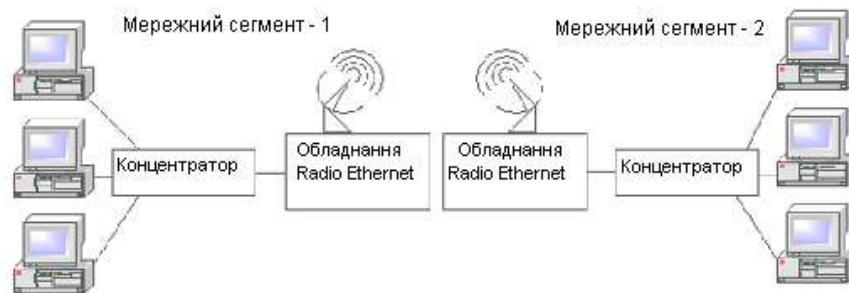 Мережний сегмент - 1
Мережний сегмент - 2
Концентратор
Обладнання
Radio Ethernet
Обладнання
Radio Ethernet
Концентратор